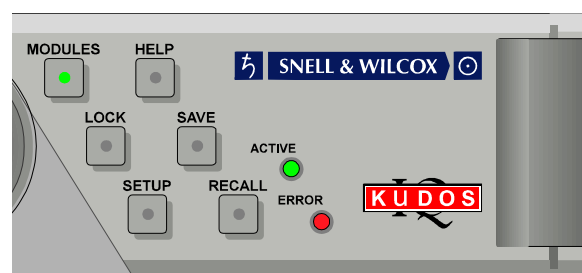 MODULES HELP
SNELL & WILCOX
LOCK SAVE
ACTIVE
SETUP RECALL
ERROR
KUDOS
IQ